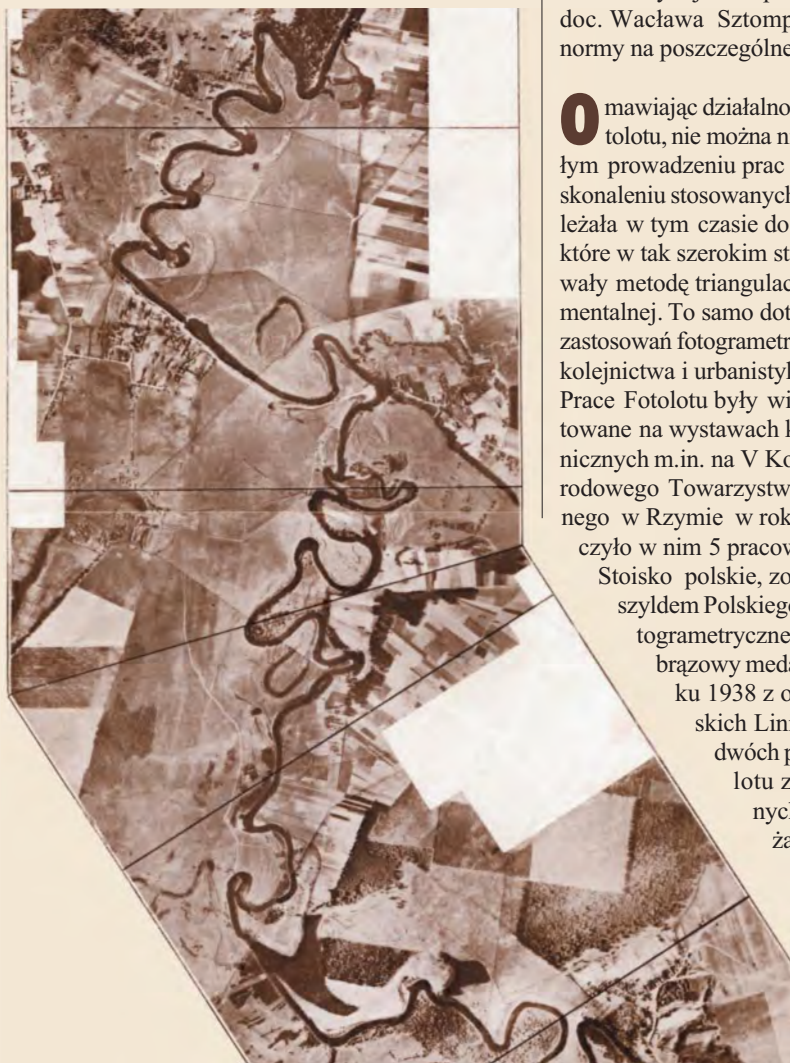 doc. Wacława Sztomp
normy na poszczególne
Omawiając działalno
tolotu, nie można n
łym prowadzeniu prac
skonaleniu stosowanych
leżała w tym czasie do
które w tak szerokim st
wały metodę triangulac
mentalnej. To samo dot
zastosowań fotogrametr
kolejnictwa i urbanistyl
Prace Fotolotu były wi
towane na wystawach k
nicznych m.in. na V Ko
rodowego Towarzystw
nego w Rzymie w rok
czyło w nim 5 pracow
Stoisko polskie, zo
szyldem Polskiego
togrametryczne
brązowy meda
ku 1938 z o
skich Lini
dwóch p
lotu z
nych
ża